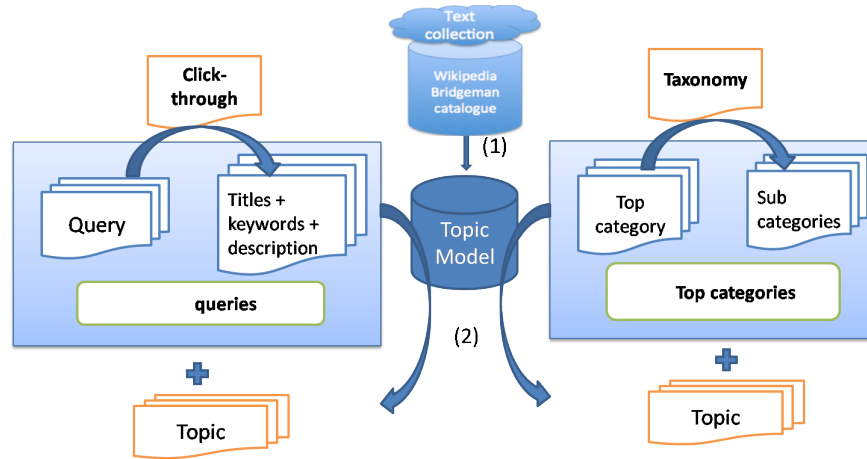 Text
collection
Wikipedia
Bridgeman
catalogue
(1)
Click-
through
Query
Titles +
keywords +
description
queries
Topic
Model
(2)
Taxonomy
Top
category
Sub
categories
Top categories
Topic
Topic